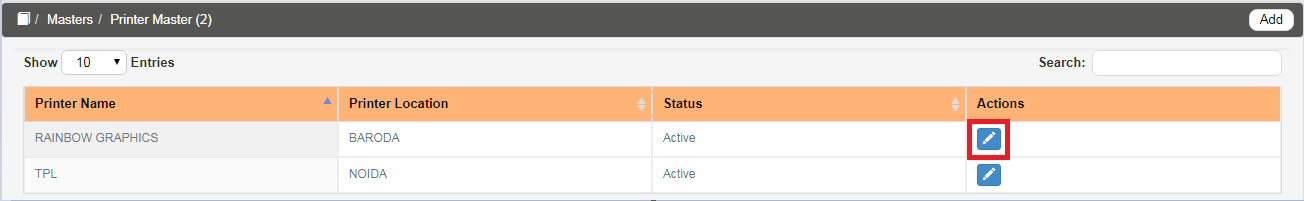 / Masters / Printer Master (2) Add
Show 10 Entries Search:
Printer Name Printer Location Status Actions
RAINBOW GRAPHICS BARODA Active
TPL NOIDA Active